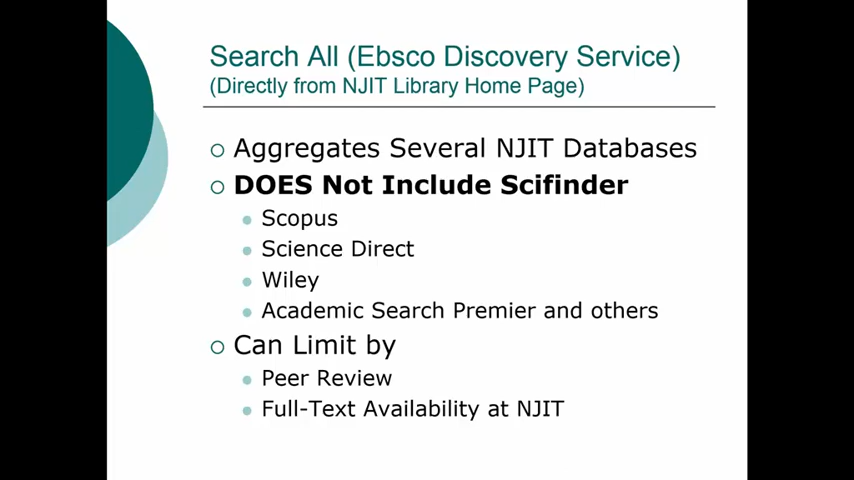 Search All (Ebsco Discovery Service)
(Directly from NJIT Library Home Page)
Aggregates Several NJIT Databases
DOES Not Include Scifinder
Scopus
Science Direct
Wiley
Academic Search Premier and others
Can Limit by
Peer Review
Full-Text Availability at NJIT